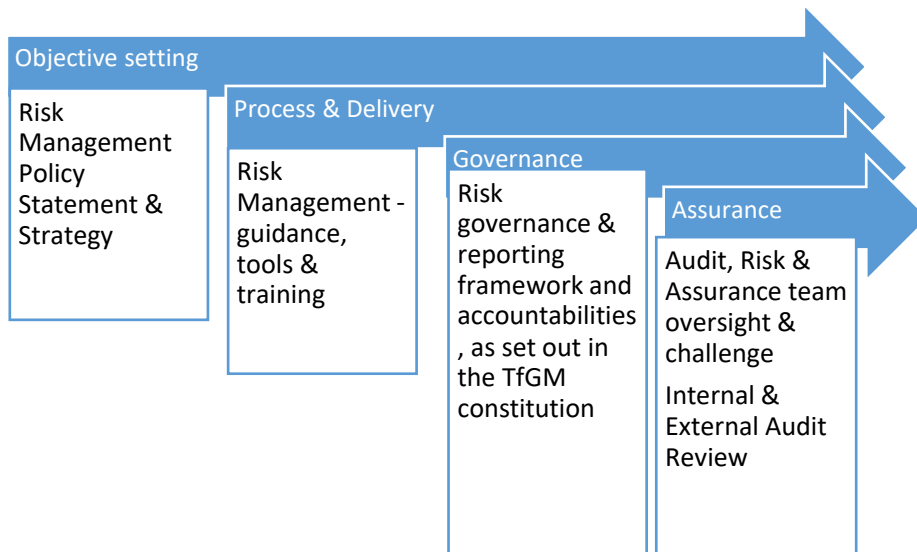 Objective setting
Risk
Management
Policy
Statement &
Strategy
Process & Delivery
Risk
Management -
guidance,
tools &
training
Governance
Risk
governance &
reporting
framework and
accountabilities
, as set out in
the TfGM
constitution
Assurance
Audit, Risk &
Assurance team
oversight &
challenge
Internal &
External Audit
Review